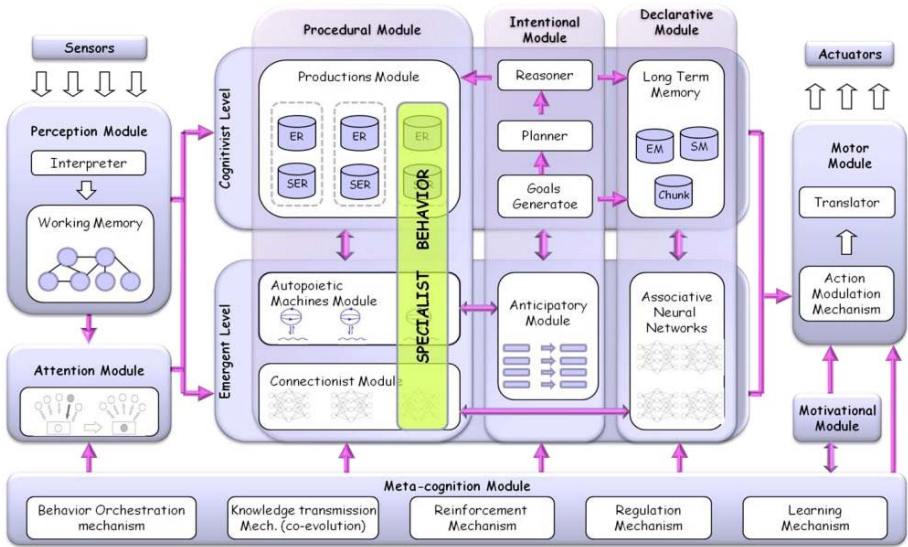 Sensors
Perception Module
Interpreter
Working Memory
Attention Module
Cognitivist Level
Emergent Level
Procedural Module
Productions Module
ER
ER
ER
SER
SER
SER
SPECIALIST BEHAVIOR
Autopoietic
Machines Module
Connectionist Module
Intentional
Module
Reasoner
Planner
Goals
Generatoe
Anticipatory
Module
Declarative
Module
Long Term
Memory
EM
SM
Chunk
Associative
Neural
Networks
Actuators
Motor
Module
Translator
Action
Modulation
Mechanism
Motivational
Module
Meta-cognition Module
Behavior Orchestration
mechanism
Knowledge transmission
Mech. (co-evolution)
Reinforcement
Mechanism
Regulation
Mechanism
Learning
Mechanism